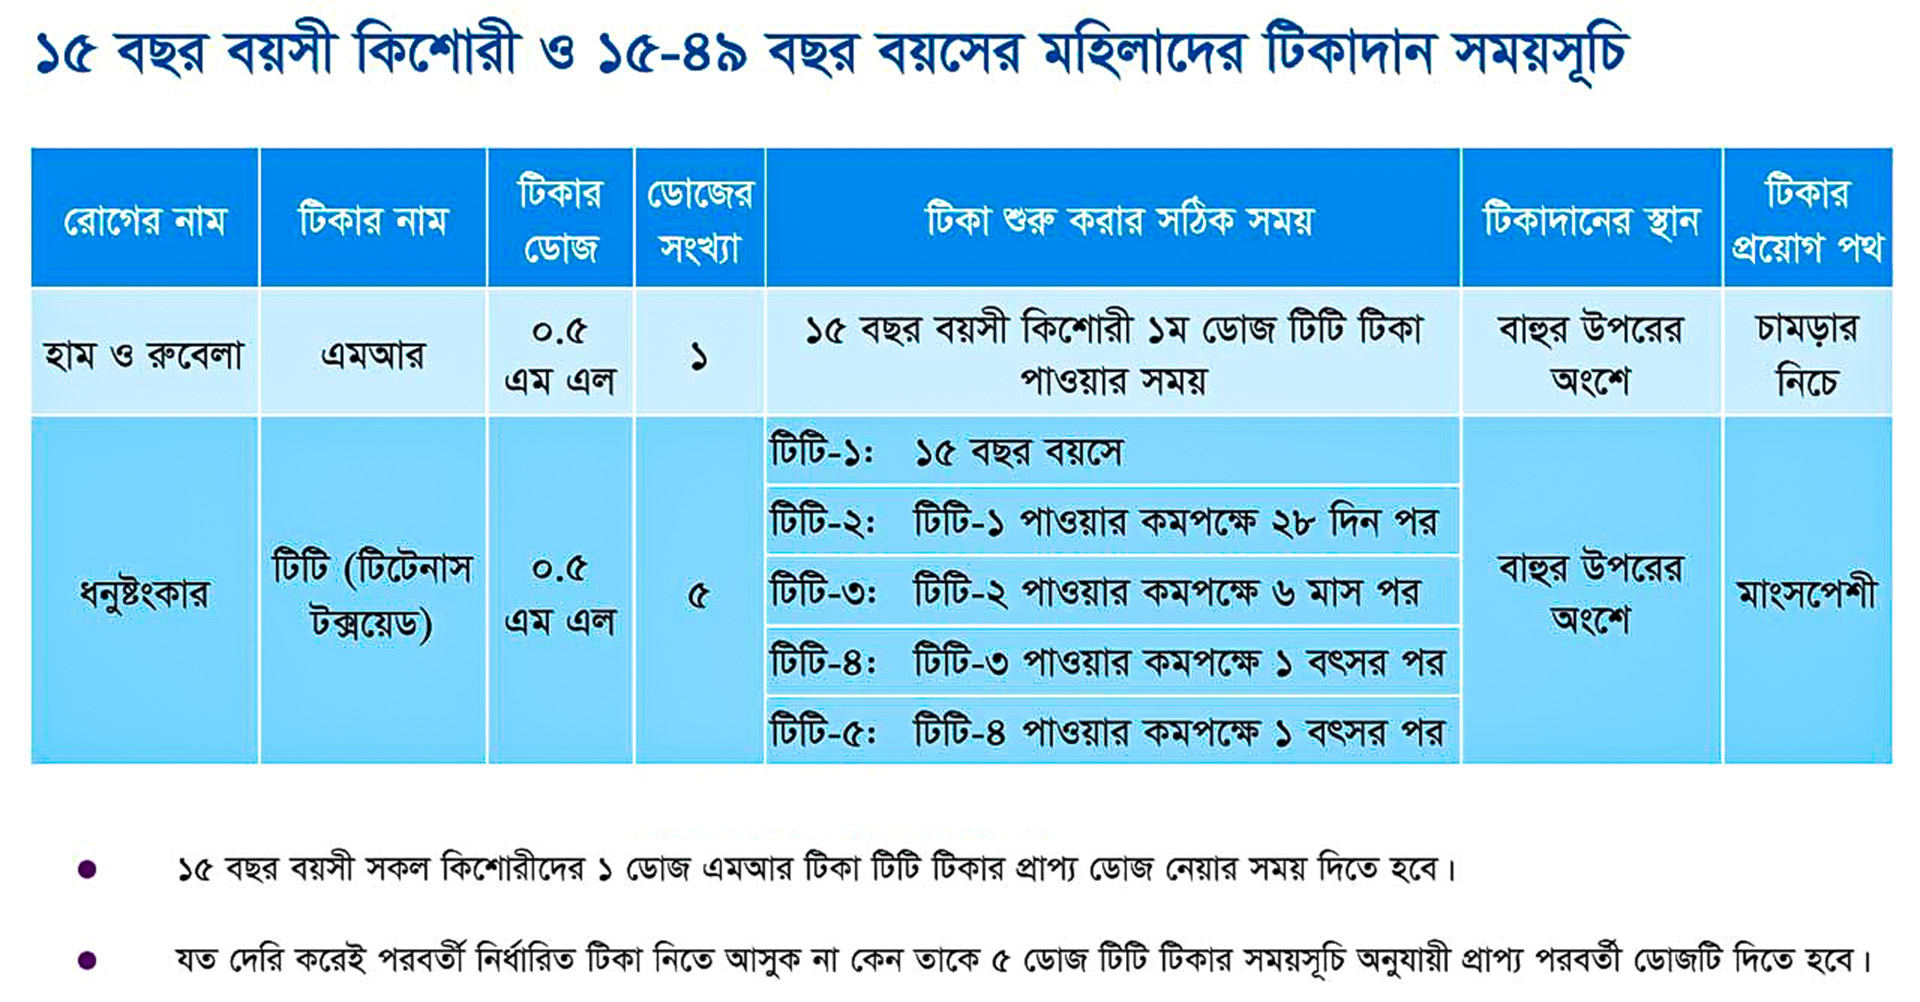 ১৫ বছর বয়সী কিশোরী ও ১৫-৪৯ বছর বয়সের মহিলাদের টিকাদান সময়সূচি
রোগের নাম
টিকার নাম
টিকার
ডোজ
ডোজের
সংখ্যা
টিকা শুরু করার সঠিক সময়
টিকাদানের স্থান
টিকার
প্রয়োগ পথ
হাম ও রুবেলা
এমআর
০.৫
এম এল
১
১৫ বছর বয়সী কিশোরী ১ম ডোজ টিটি টিকা
পাওয়ার সময়
বাহুর উপরের
অংশে
চামড়ার
নিচে
ধনুষ্টংকার
টিটি (টিটেনাস
টক্সয়েড)
০.৫
এম এল
৫
টিটি-১: ১৫ বছর বয়সে
টিটি-২: টিটি-১ পাওয়ার কমপক্ষে ২৮ দিন পর
টিটি-৩: টিটি-২ পাওয়ার কমপক্ষে ৬ মাস পর
টিটি-৪: টিটি-৩ পাওয়ার কমপক্ষে ১ বৎসর পর
টিটি-৫: টিটি-৪ পাওয়ার কমপক্ষে ১ বৎসর পর
বাহুর উপরের
অংশে
মাংসপেশী
● ১৫ বছর বয়সী সকল কিশোরীদের ১ ডোজ এমআর টিকা টিটি টিকার প্রাপ্য ডোজ নেয়ার সময় দিতে হবে।
● যত দেরি করেই পরবর্তী নির্ধারিত টিকা নিতে আসুক না কেন তাকে ৫ ডোজ টিটি টিকার সময়সূচি অনুযায়ী প্রাপ্য পরবর্তী ডোজটি দিতে হবে।